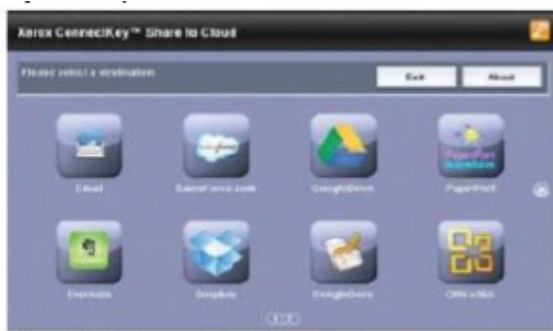 Xerox ConnectKey™ Share to Cloud
Please select a destination
Exit About
Email SalesForce.com GoogleDrive PaperPort
Evernote Dropbox GoogleDocs Office365